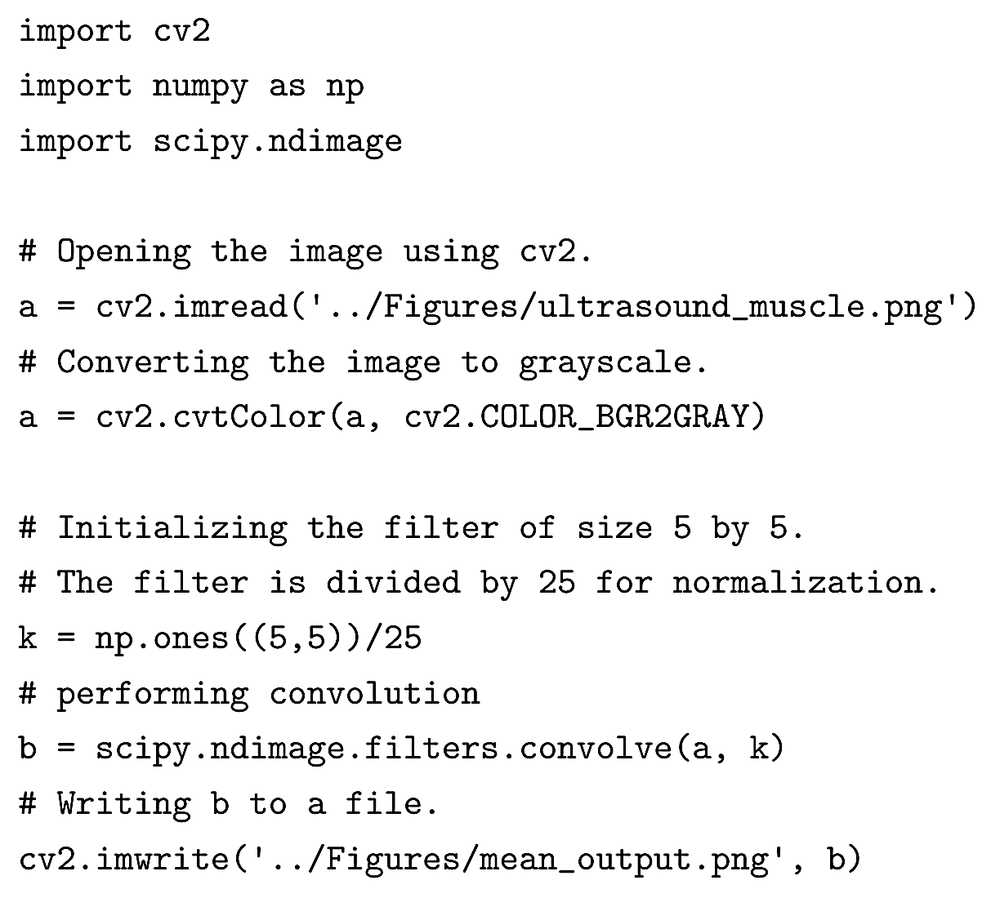 import cv2
import numpy as np
import scipy.ndimage
# Opening the image using cv2.
a = cv2.imread('../Figures/ultrasound_muscle.png')
# Converting the image to grayscale.
a = cv2.cvtColor(a, cv2.COLOR_BGR2GRAY)
# Initializing the filter of size 5 by 5.
# The filter is divided by 25 for normalization.
k = np.ones((5,5))/25
# performing convolution
b = scipy.ndimage.filters.convolve(a, k)
# Writing b to a file.
cv2.imwrite('../Figures/mean_output.png', b)